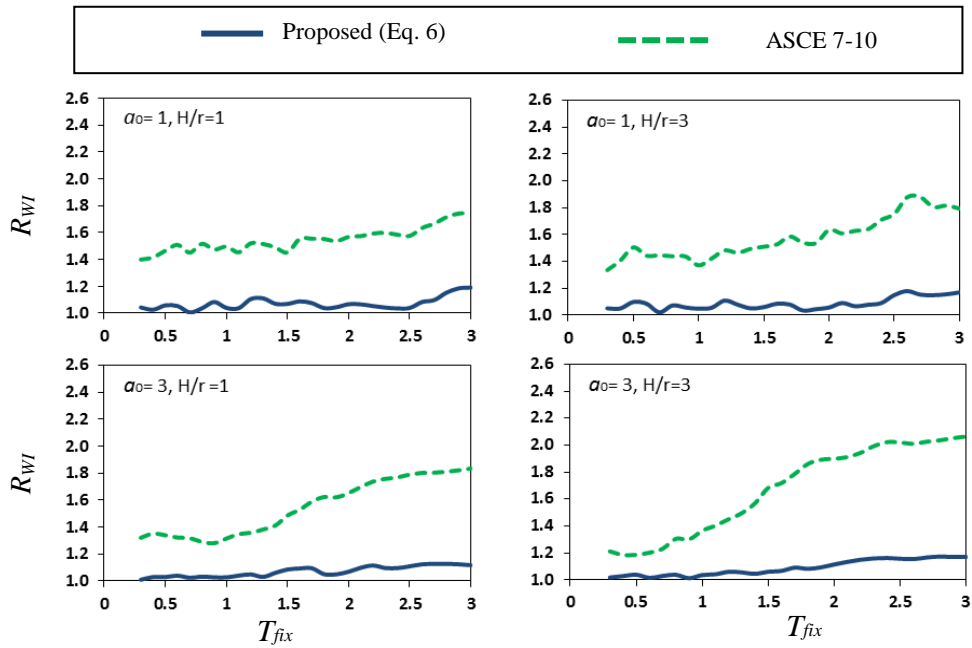 Proposed (Eq. 6) ASCE 7-10
2.6 2.4 2.2 2.0 1.8 1.6 1.4 1.2 1.0
R_WI
a0= 1, H/r=1
0 0.5 1 1.5 2 2.5 3
2.6 2.4 2.2 2.0 1.8 1.6 1.4 1.2 1.0
a0= 1, H/r=3
0 0.5 1 1.5 2 2.5 3
2.6 2.4 2.2 2.0 1.8 1.6 1.4 1.2 1.0
R_WI
a0= 3, H/r =1
0 0.5 1 1.5 2 2.5 3
T_fix
2.6 2.4 2.2 2.0 1.8 1.6 1.4 1.2 1.0
a0= 3, H/r=3
0 0.5 1 1.5 2 2.5 3
T_fix